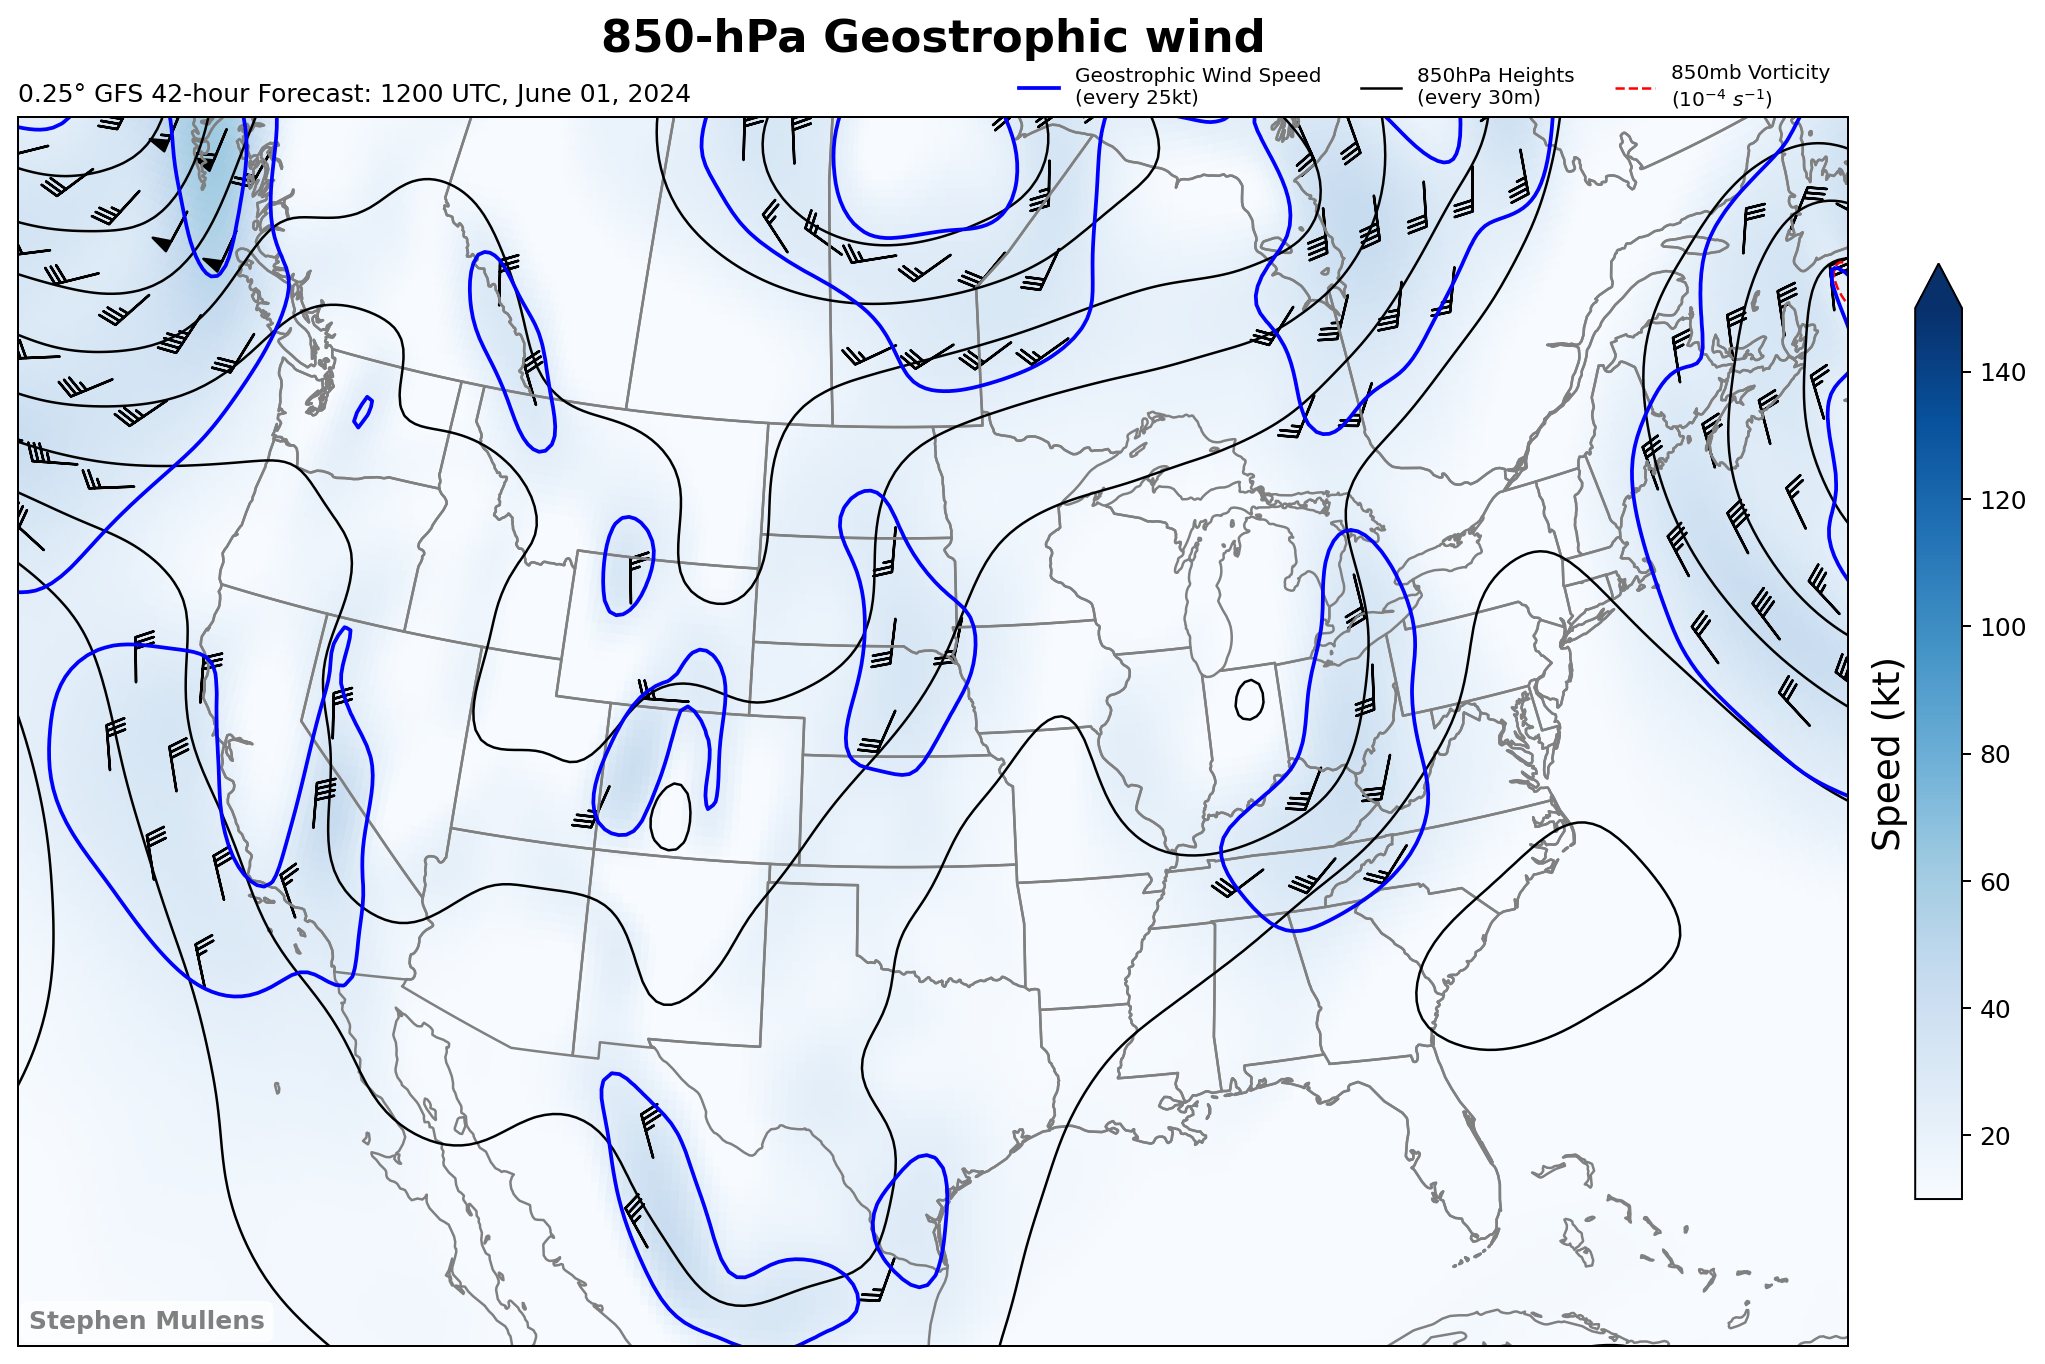 850-hPa Geostrophic wind
0.25° GFS 42-hour Forecast: 1200 UTC, June 01, 2024
Geostrophic Wind Speed
(every 25kt)
850hPa Heights
(every 30m)
850mb Vorticity
(10⁻⁴ s⁻¹)
140
120
100
80
60
40
20
Speed (kt)
Stephen Mullens